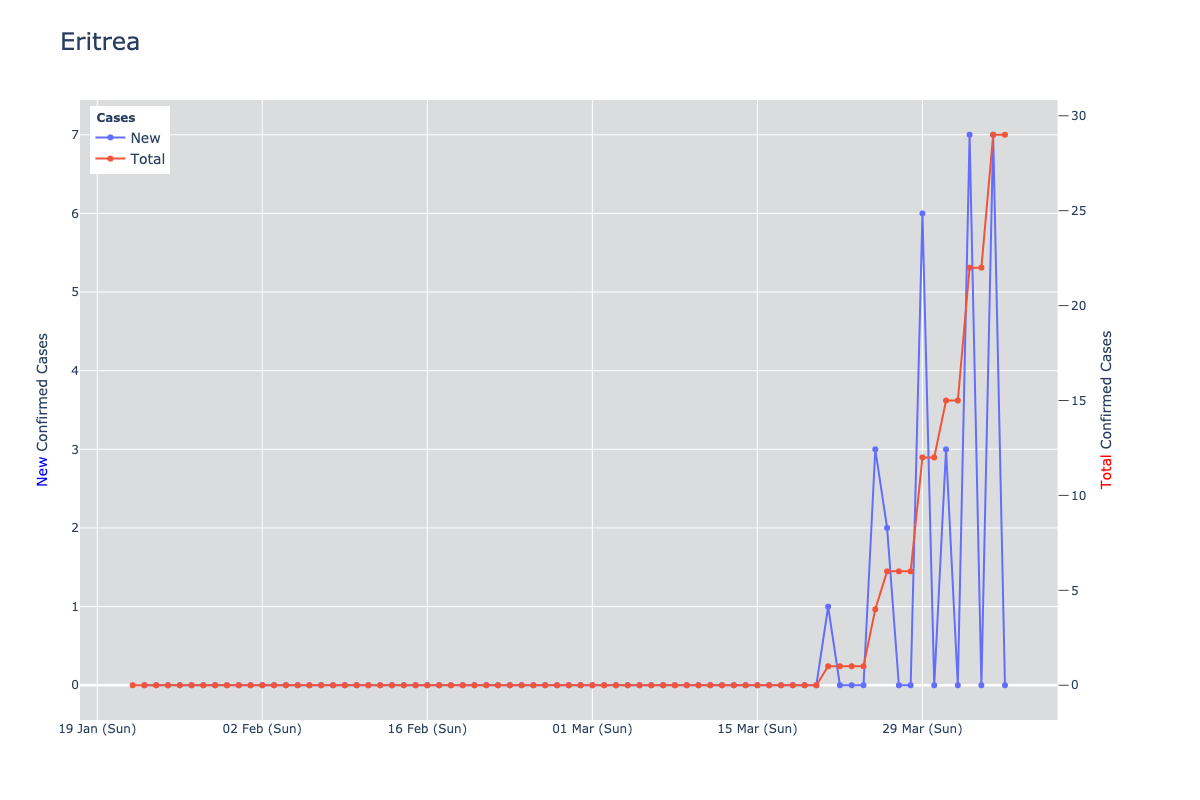 Eritrea
Cases
New
Total
7
6
5
4
3
2
1
0
New Confirmed Cases
30
25
20
15
10
5
0
Total Confirmed Cases
19 Jan (Sun)
02 Feb (Sun)
16 Feb (Sun)
01 Mar (Sun)
15 Mar (Sun)
29 Mar (Sun)